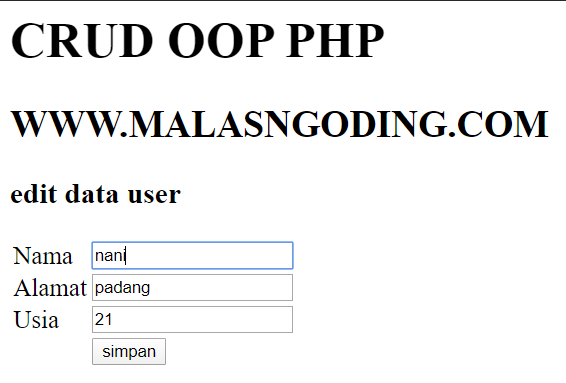 CRUD OOP PHP
WWW.MALASNGODING.COM
edit data user
Nama nani
Alamat padang
Usia 21
simpan